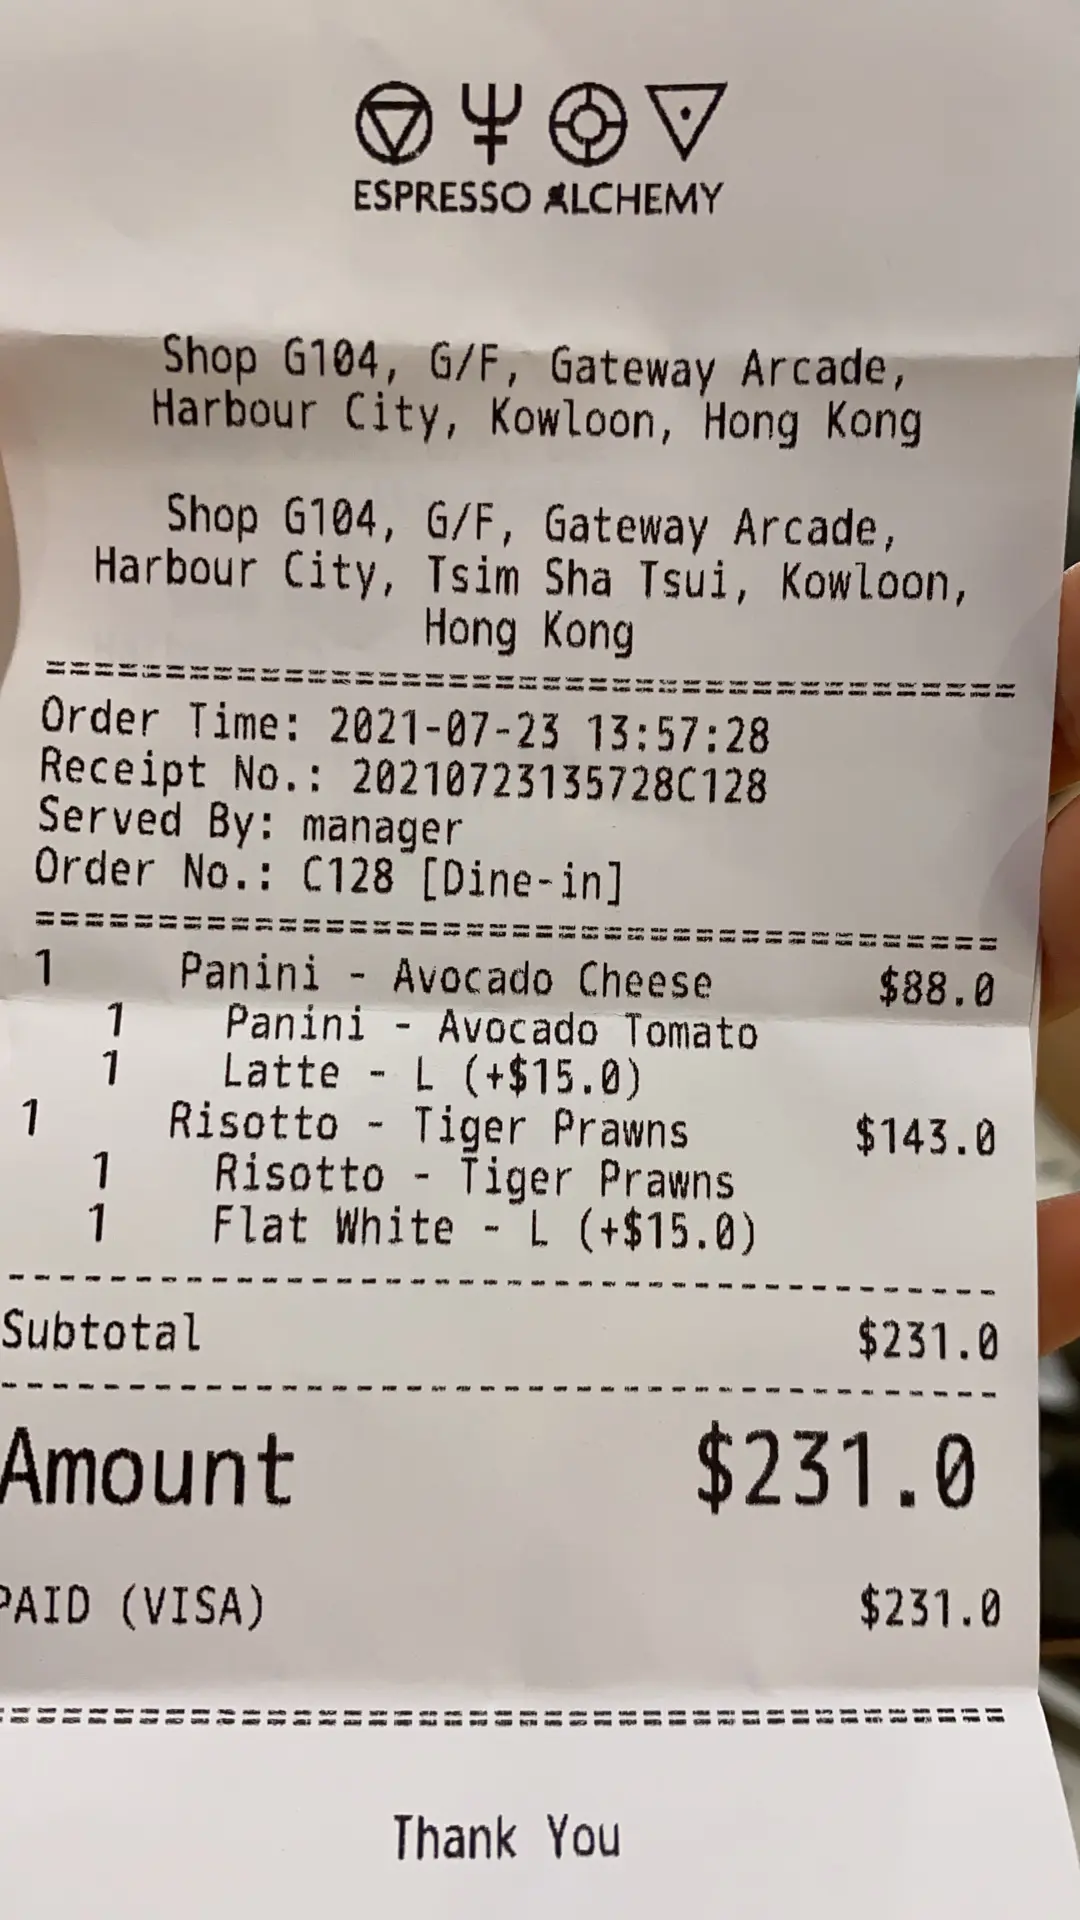 ESPRESSO ALCHEMY
Shop G104, G/F, Gateway Arcade,
Harbour City, Kowloon, Hong Kong
Shop G104, G/F, Gateway Arcade,
Harbour City, Tsim Sha Tsui, Kowloon,
Hong Kong
Order Time: 2021-07-23 13:57:28
Receipt No.: 20210723135728C128
Served By: manager
Order No.: C128 [Dine-in]
1 Panini - Avocado Cheese $88.0
1 Panini - Avocado Tomato
1 Latte - L (+$15.0)
1 Risotto - Tiger Prawns $143.0
1 Risotto - Tiger Prawns
1 Flat White - L (+$15.0)
Subtotal $231.0
Amount $231.0
PAID (VISA) $231.0
Thank You